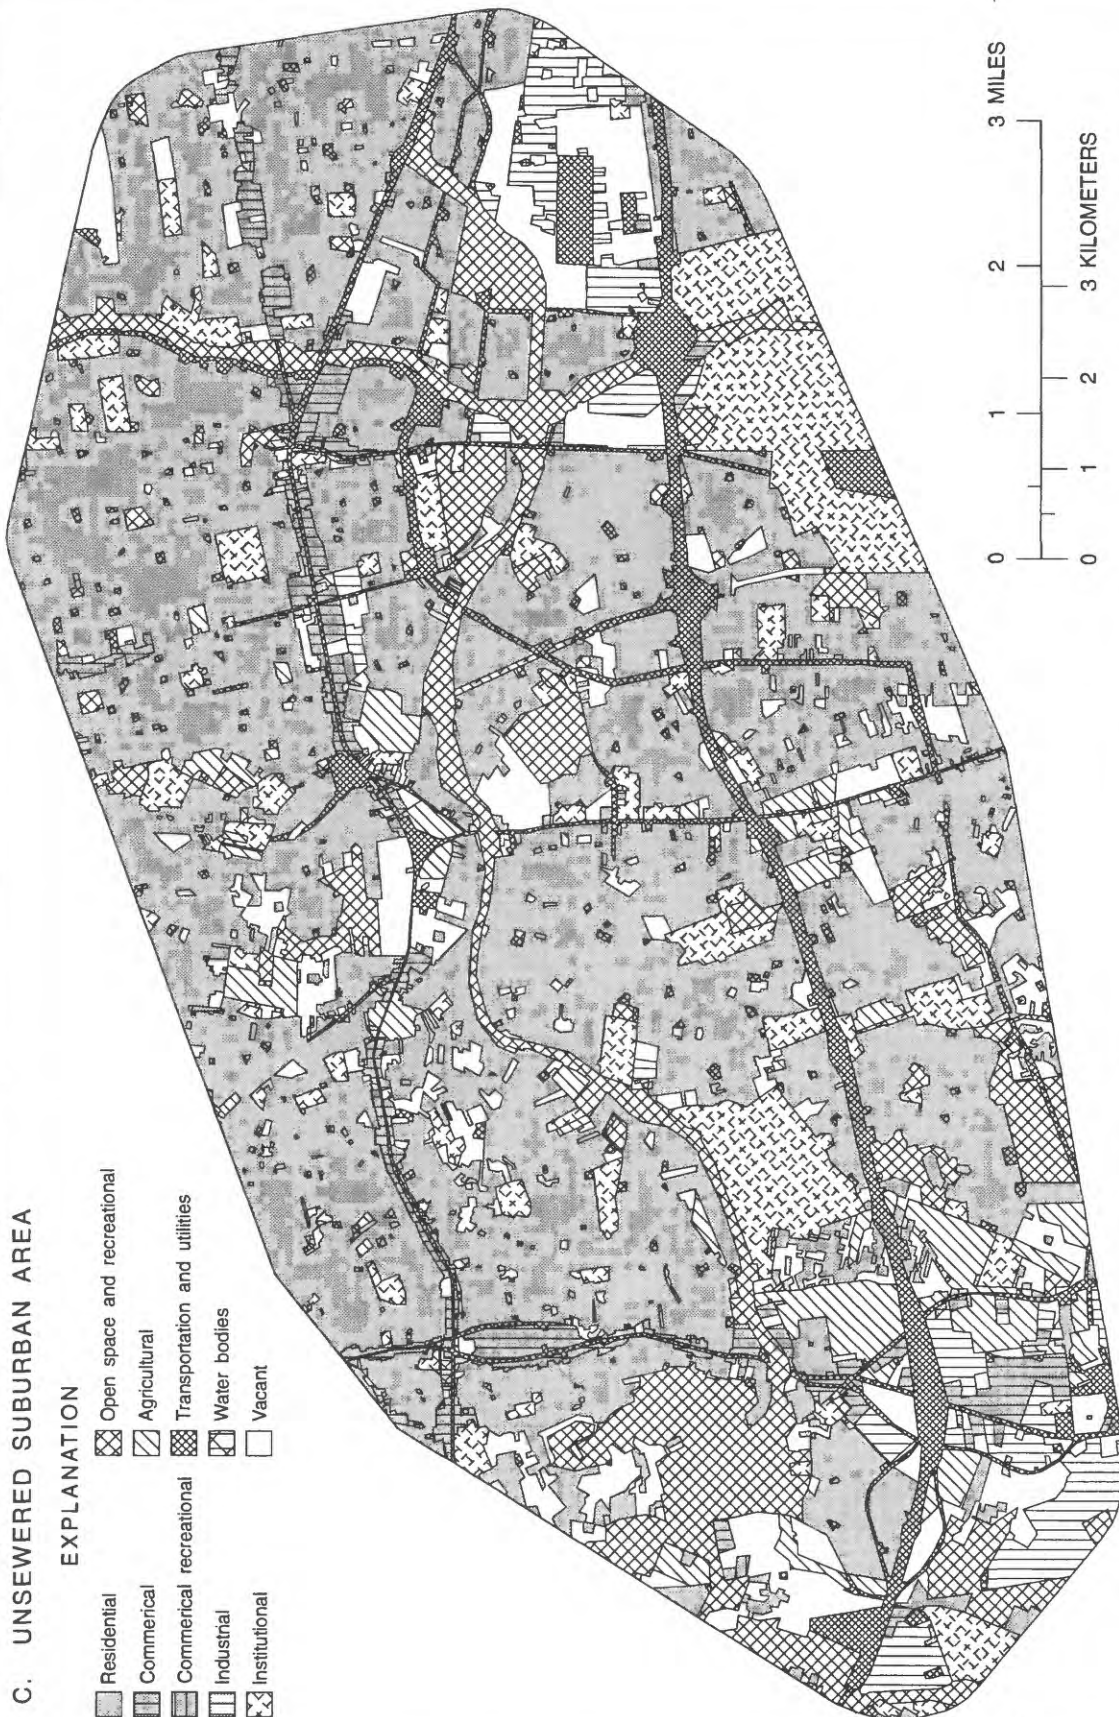 C. UNSEWERED SUBURBAN AREA
EXPLANATION
Residential
Commerical
Commerical recreational
Industrial
Institutional
Open space and recreational
Agricultural
Transportation and utilities
Water bodies
Vacant
0 1 2 3 MILES
0 1 2 3 KILOMETERS